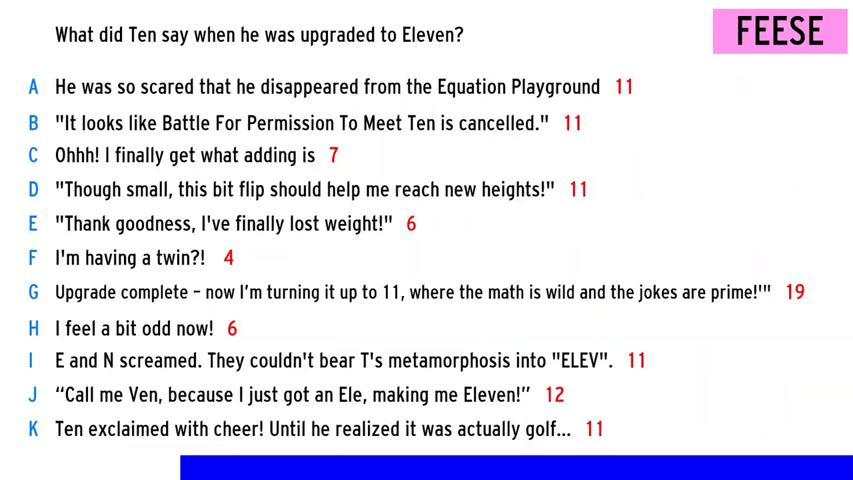 What did Ten say when he was upgraded to Eleven?
FEESE
A He was so scared that he disappeared from the Equation Playground 11
B "It looks like Battle For Permission To Meet Ten is cancelled." 11
C Ohhh! I finally get what adding is 7
D "Though small, this bit flip should help me reach new heights!" 11
E "Thank goodness, I've finally lost weight!" 6
F I'm having a twin?! 4
G Upgrade complete – now I’m turning it up to 11, where the math is wild and the jokes are prime!'" 19
H I feel a bit odd now! 6
I E and N screamed. They couldn't bear T's metamorphosis into "ELEV". 11
J “Call me Ven, because I just got an Ele, making me Eleven!” 12
K Ten exclaimed with cheer! Until he realized it was actually golf... 11